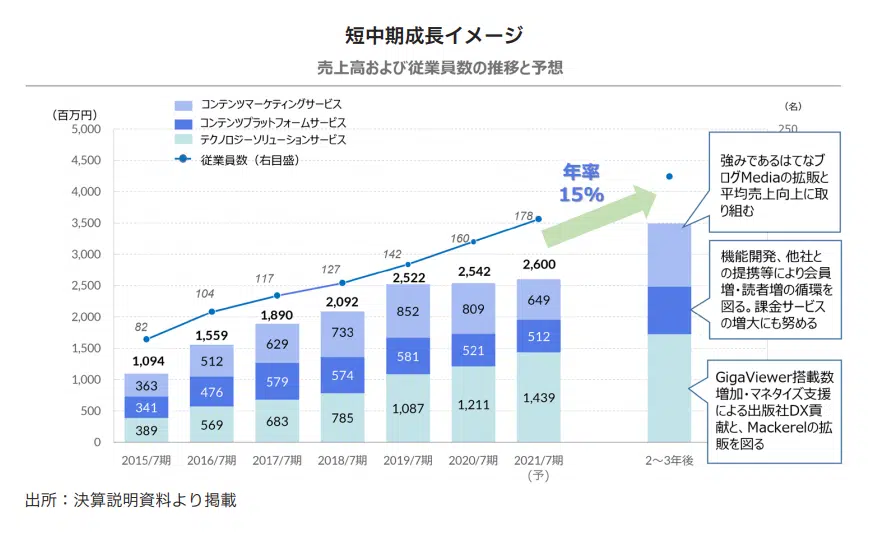 短中期成長イメージ
売上高および従業員数の推移と予想
(百万円)
コンテンツマーケティングサービス
コンテンツプラットフォームサービス
テクノロジーソリューションサービス
従業員数（右目盛）
(名)
250
5,000
4,500
4,000
3,500
3,000
2,500
2,000
1,500
1,000
500
0
年率
15%
82
104
117
127
142
160
178
1,094
1,559
1,890
2,092
2,522
2,542
2,600
363
512
629
733
852
809
649
341
476
579
574
581
521
512
389
569
683
785
1,087
1,211
1,439
2015/7期
2016/7期
2017/7期
2018/7期
2019/7期
2020/7期
2021/7期
(予)
2～3年後
強みであるはてなブ
ログMediaの拡販と
平均売上向上に取
り組む
機能開発、他社と
の提携等により会員
増・読者増の循環を
図る。課金サービス
の増大にも努める
GigaViewer搭載数
増加・マネタイズ支援
による出版社DX貢
献と、Mackerelの拡
販を図る
出所：決算説明資料より掲載